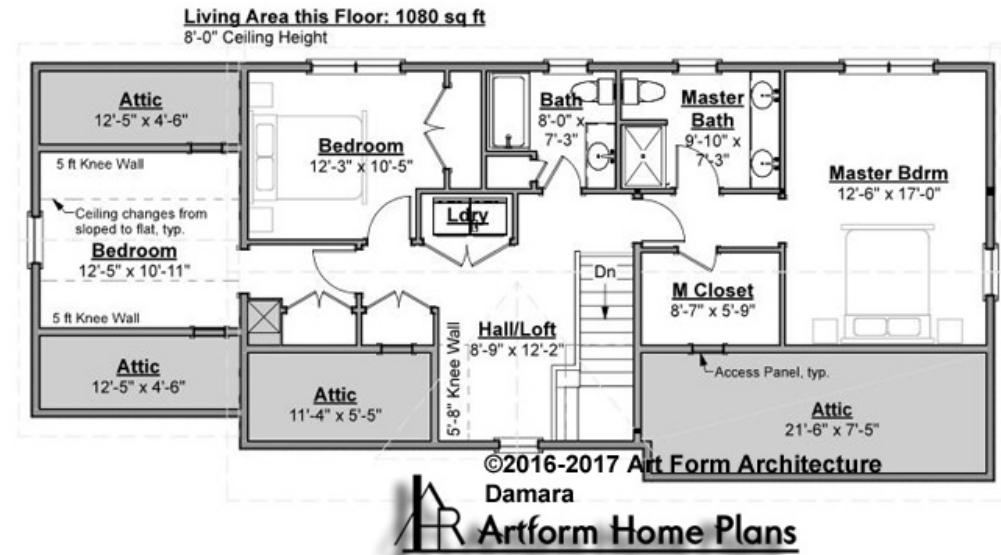 Living Area this Floor: 1080 sq ft
8'-0" Ceiling Height
Attic
12'-5" x 4'-6"
5 ft Knee Wall
Ceiling changes from
sloped to flat, typ.
Bedroom
12'-5" x 10'-11"
5 ft Knee Wall
Attic
12'-5" x 4'-6"
Bedroom
12'-3" x 10'-5"
Bath
8'-0" x
7'-3"
Master
Bath
9'-10" x
7'-3"
Master Bdrm
12'-6" x 17'-0"
Ldry
Dn
M Closet
8'-7" x 5'-9"
Hall/Loft
8'-9" x 12'-2"
5'-8" Knee Wall
Attic
11'-4" x 5'-5"
Access Panel, typ.
Attic
21'-6" x 7'-5"
©2016-2017 Art Form Architecture
Damara
AR Artform Home Plans